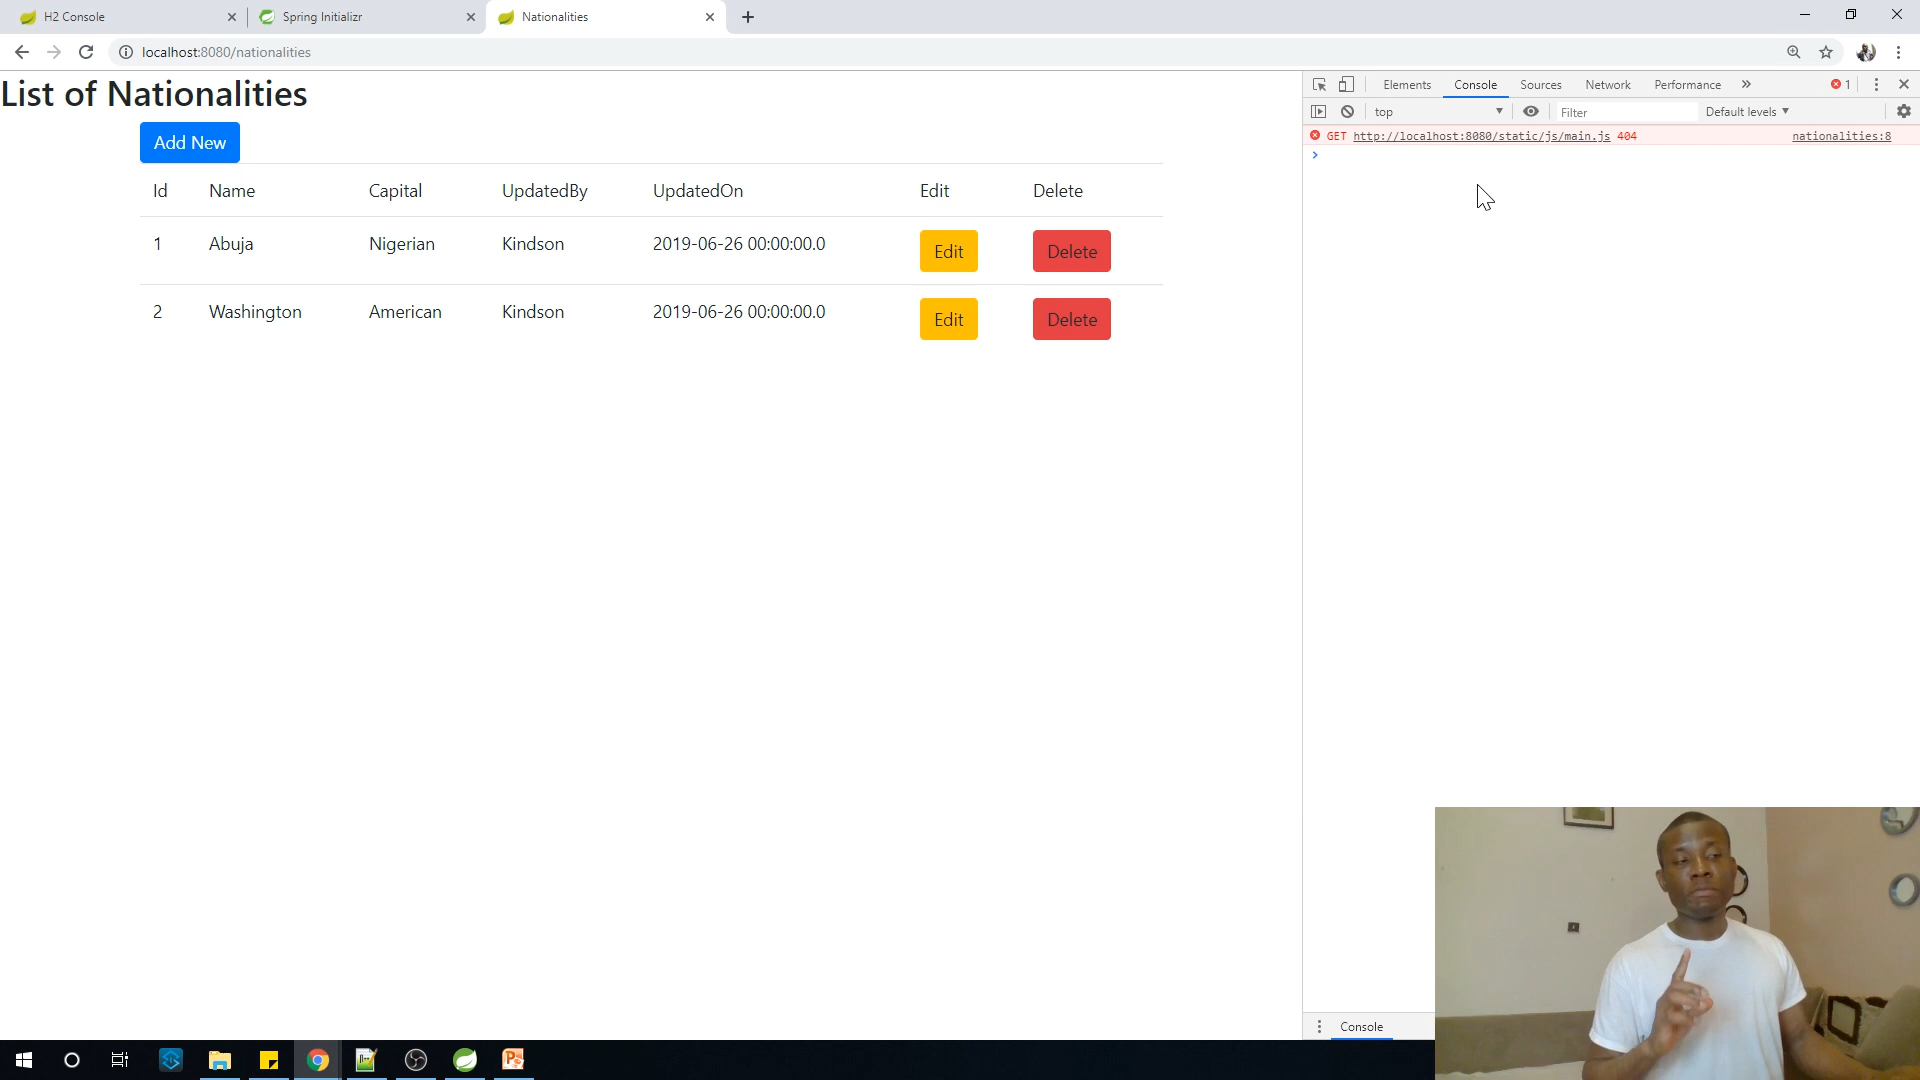 H2 Console
Spring Initializr
Nationalities
localhost:8080/nationalities
List of Nationalities
Add New
Id Name Capital UpdatedBy UpdatedOn Edit Delete
1 Abuja Nigerian Kindson 2019-06-26 00:00:00.0 Edit Delete
2 Washington American Kindson 2019-06-26 00:00:00.0 Edit Delete
Elements Console Sources Network Performance » 1
top Filter Default levels
GET http://localhost:8080/static/js/main.js 404 nationalities:8
Console